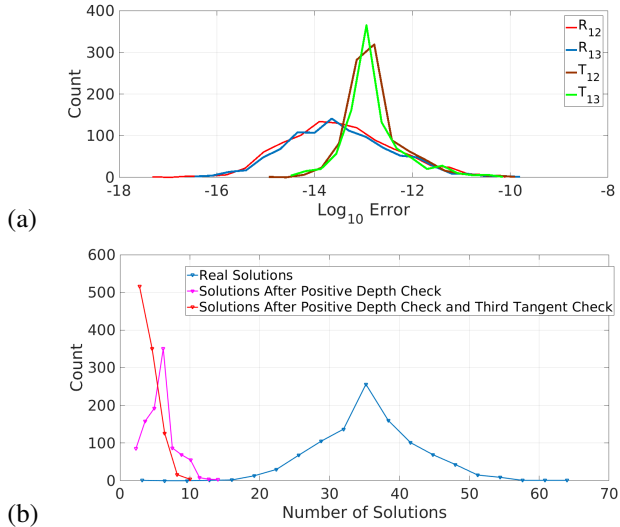 400
300
200
100
0
Count
R12
R13
T12
T13
-18 -16 -14 -12 -10 -8
Log10 Error
(a)
600
500
400
300
200
100
0
Count
Real Solutions
Solutions After Positive Depth Check
Solutions After Positive Depth Check and Third Tangent Check
0 10 20 30 40 50 60 70
Number of Solutions
(b)